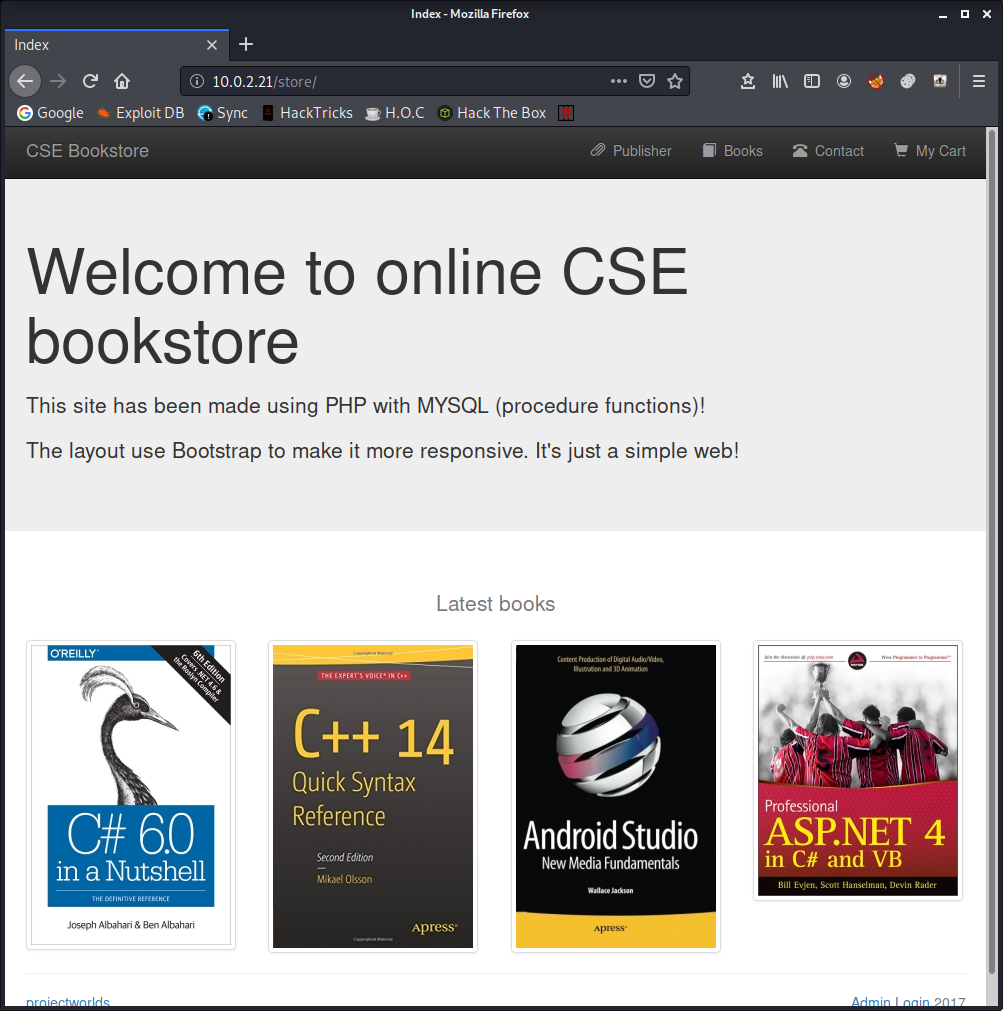 Index - Mozilla Firefox
Index
10.0.2.21/store/
Google Exploit DB Sync HackTricks H.O.C Hack The Box
CSE Bookstore Publisher Books Contact My Cart
Welcome to online CSE
bookstore
This site has been made using PHP with MYSQL (procedure functions)!
The layout use Bootstrap to make it more responsive. It's just a simple web!
Latest books
O'REILLY®
6th Edition
Covers .NET 4.6 &
the Roslyn Compiler
C# 6.0
in a Nutshell
THE DEFINITIVE REFERENCE
Joseph Albahari & Ben Albahari
THE EXPERT'S VOICE® IN C++
C++ 14
Quick Syntax
Reference
Second Edition
Mikael Olsson
Apress®
Content Production of Digital Audio/Video,
Illustration and 3D Animation
Android Studio
New Media Fundamentals
Wallace Jackson
Apress®
Join the discussion @ p2p.wrox.com Wrox Programmer to Programmer™
Professional
ASP.NET 4
in C# and VB
Bill Evjen, Scott Hanselman, Devin Rader
projectworlds Admin Login 2017